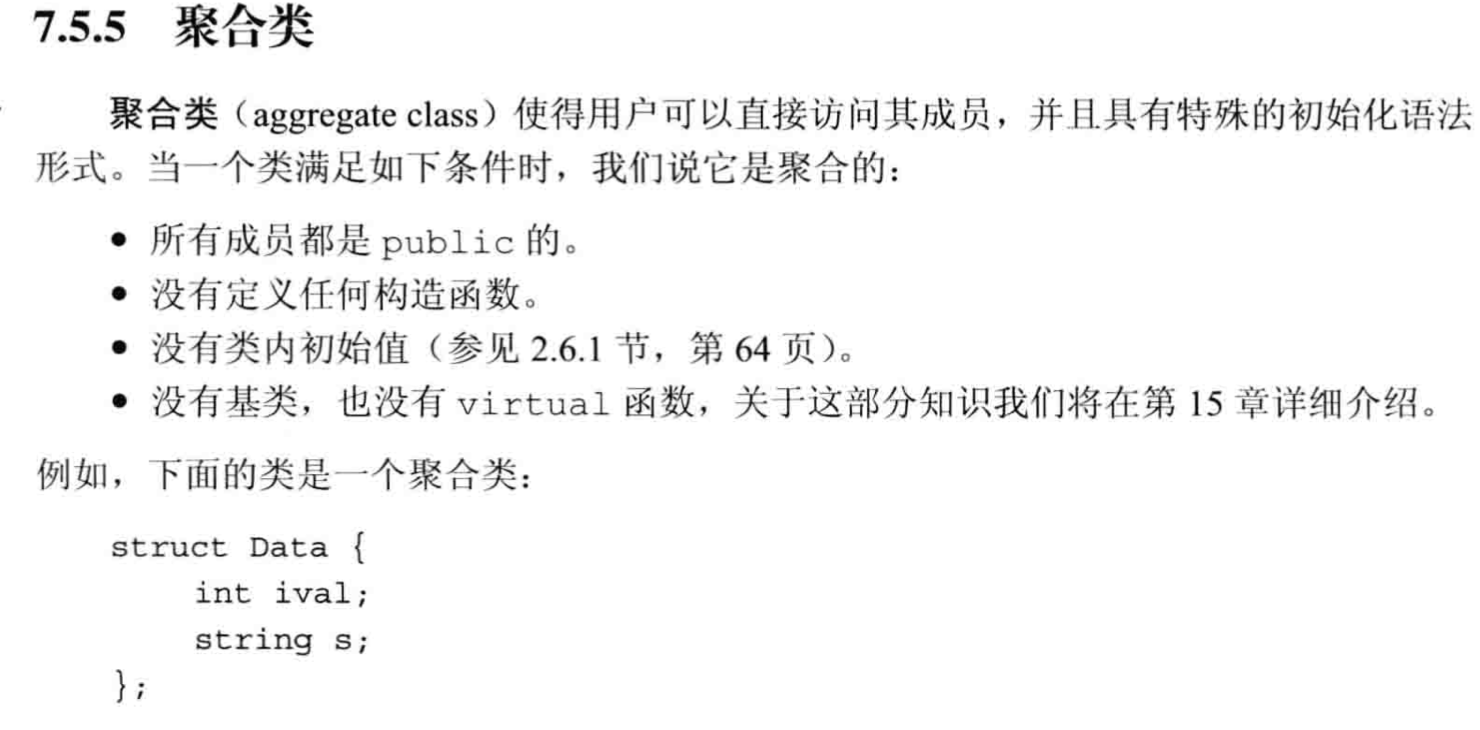 7.5.5 聚合类
聚合类（aggregate class）使得用户可以直接访问其成员，并且具有特殊的初始化语法
形式。当一个类满足如下条件时，我们说它是聚合的：
● 所有成员都是 public 的。
● 没有定义任何构造函数。
● 没有类内初始值（参见 2.6.1 节，第 64 页）。
● 没有基类，也没有 virtual 函数，关于这部分知识我们将在第 15 章详细介绍。
例如，下面的类是一个聚合类：
struct Data {
    int ival;
    string s;
};